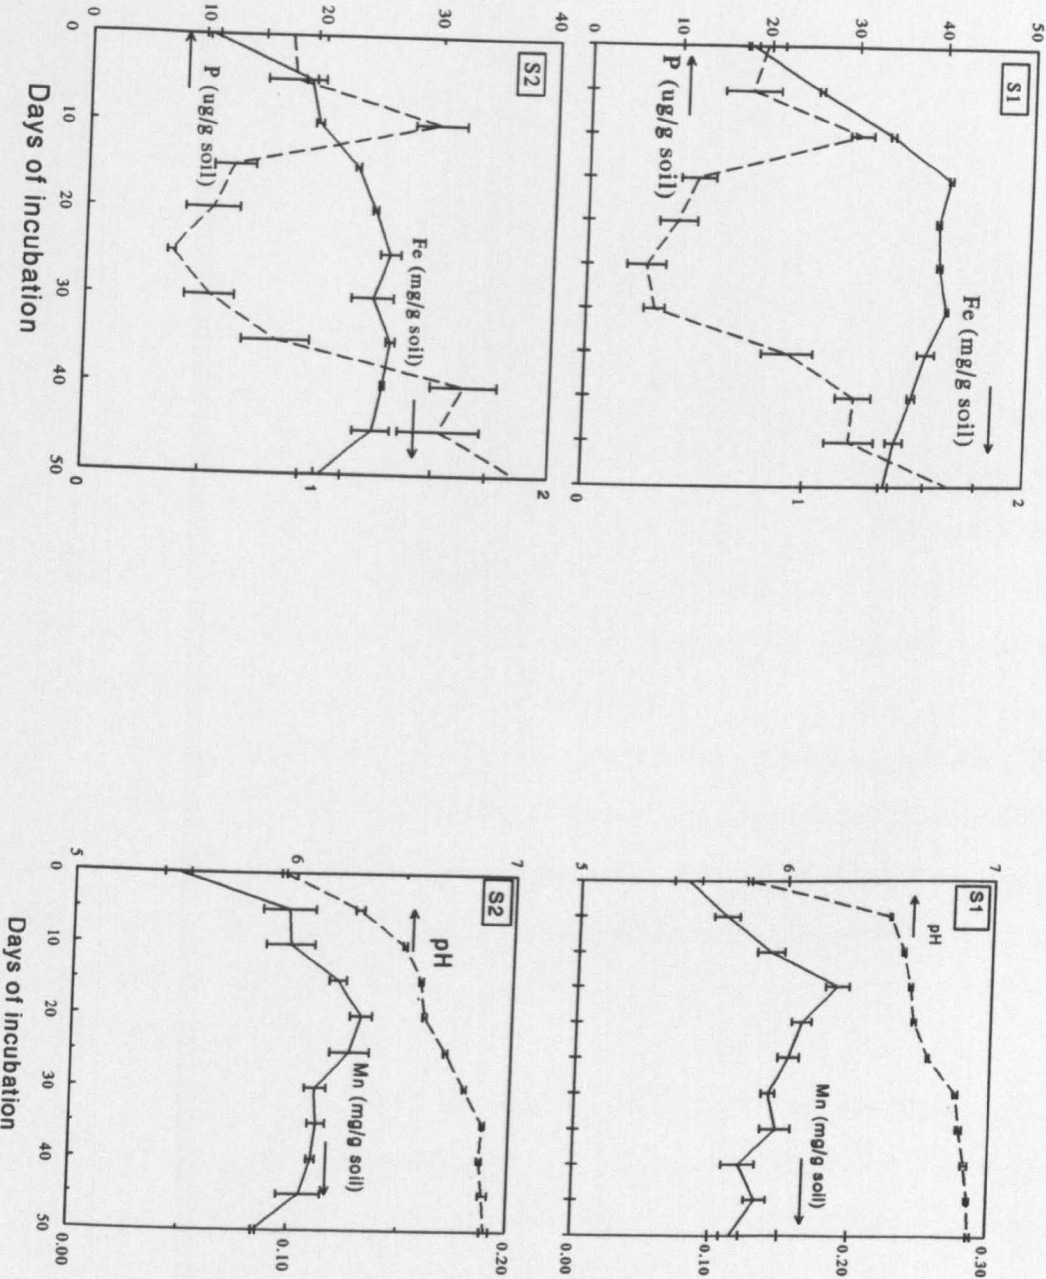 50
40
30
20
10
0
S1
P (ug/g soil)
Fe (mg/g soil)
2
1
0
40
30
20
10
0
S2
P (ug/g soil)
Fe (mg/g soil)
2
1
0
0 10 20 30 40 50
Days of incubation
7
6
5
S1
pH
Mn (mg/g soil)
0.30
0.20
0.10
0.00
7
6
5
S2
pH
Mn (mg/g soil)
0.20
0.10
0.00
0 10 20 30 40 50
Days of incubation